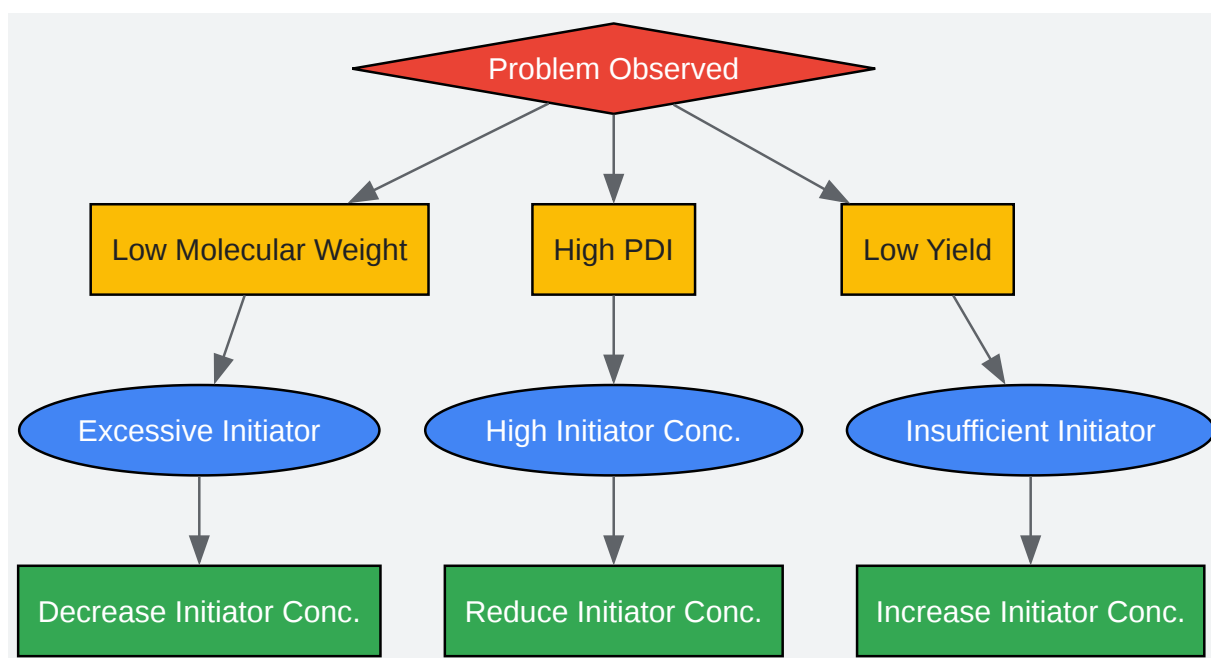 Problem Observed
Low Molecular Weight
High PDI
Low Yield
Excessive Initiator
High Initiator Conc.
Insufficient Initiator
Decrease Initiator Conc.
Reduce Initiator Conc.
Increase Initiator Conc.